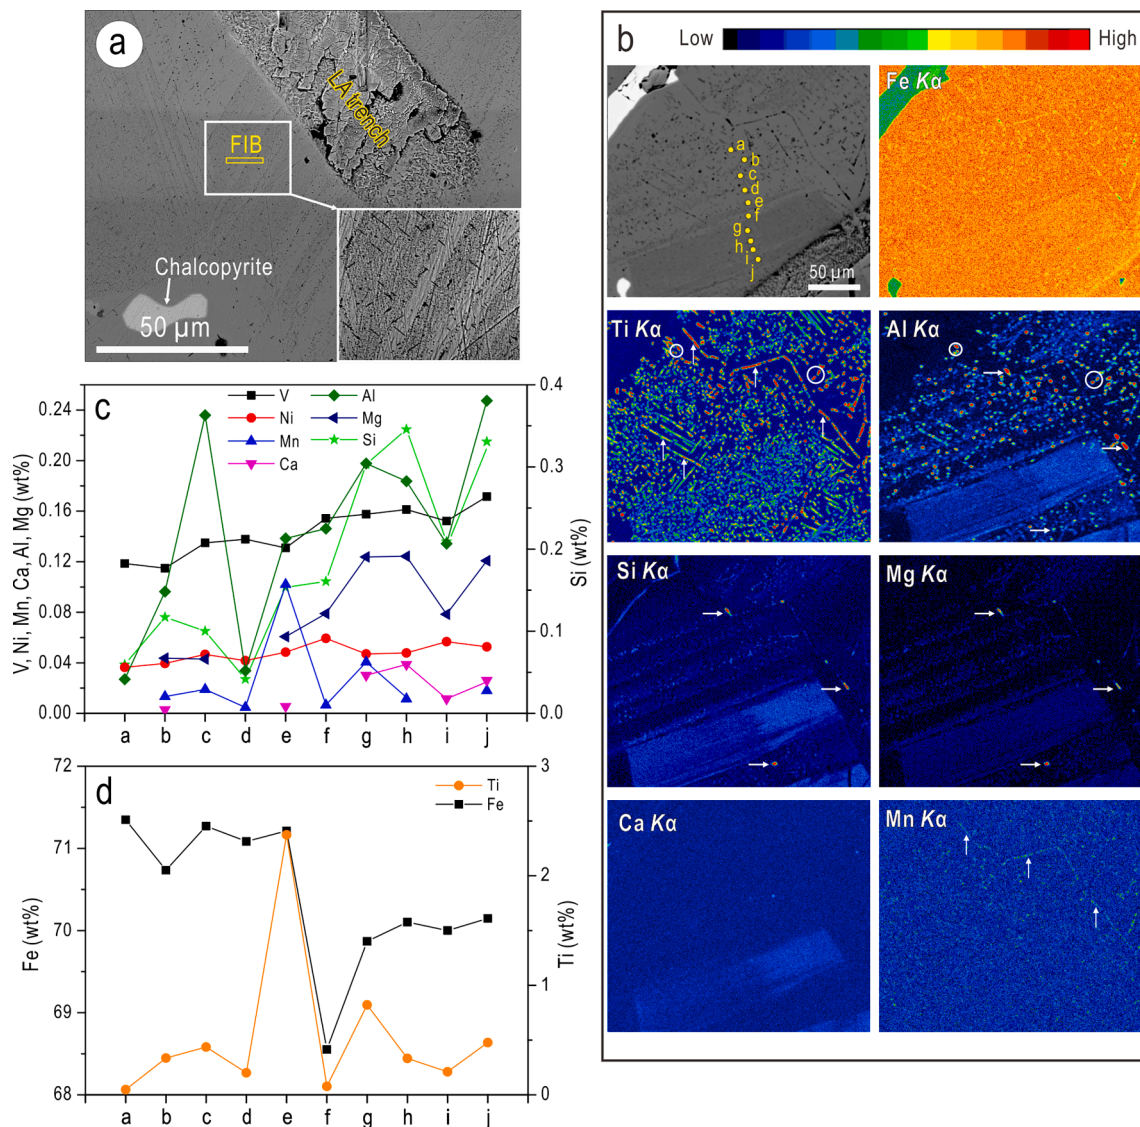 a
LA trench
FIB
Chalcopyrite
50 µm
b
Low
High
a
b
c
d
e
f
g
h
i
j
50 µm
Fe Kα
Ti Kα
Al Kα
Si Kα
Mg Kα
Ca Kα
Mn Kα
c
V
Ni
Mn
Ca
Al
Mg
Si
V, Ni, Mn, Ca, Al, Mg (wt%)
0.24
0.20
0.16
0.12
0.08
0.04
0.00
Si (wt%)
0.4
0.3
0.2
0.1
0.0
a b c d e f g h i j
d
Ti
Fe
Fe (wt%)
72
71
70
69
68
Ti (wt%)
3
2
1
0
a b c d e f g h i j